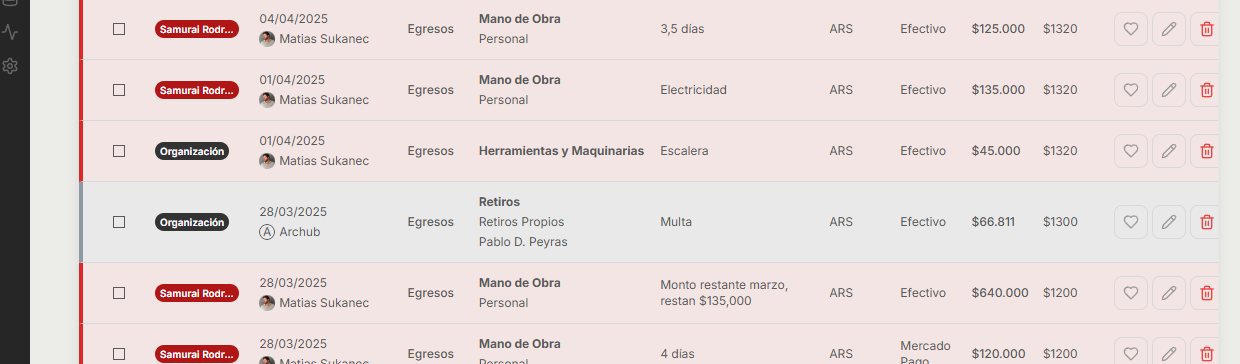 Samurai Rodr...
04/04/2025
Matias Sukanec
Egresos
Mano de Obra
Personal
3,5 días
ARS
Efectivo
$125.000
$1320
Samurai Rodr...
01/04/2025
Matias Sukanec
Egresos
Mano de Obra
Personal
Electricidad
ARS
Efectivo
$135.000
$1320
Organización
01/04/2025
Matias Sukanec
Egresos
Herramientas y Maquinarias
Escalera
ARS
Efectivo
$45.000
$1320
Organización
28/03/2025
A Archub
Egresos
Retiros
Retiros Propios
Pablo D. Peyras
Multa
ARS
Efectivo
$66.811
$1300
Samurai Rodr...
28/03/2025
Matias Sukanec
Egresos
Mano de Obra
Personal
Monto restante marzo,
restan $135,000
ARS
Efectivo
$640.000
$1200
Samurai Rodr...
28/03/2025
Matias Sukanec
Egresos
Mano de Obra
Personal
4 días
ARS
Mercado
Pago
$120.000
$1200